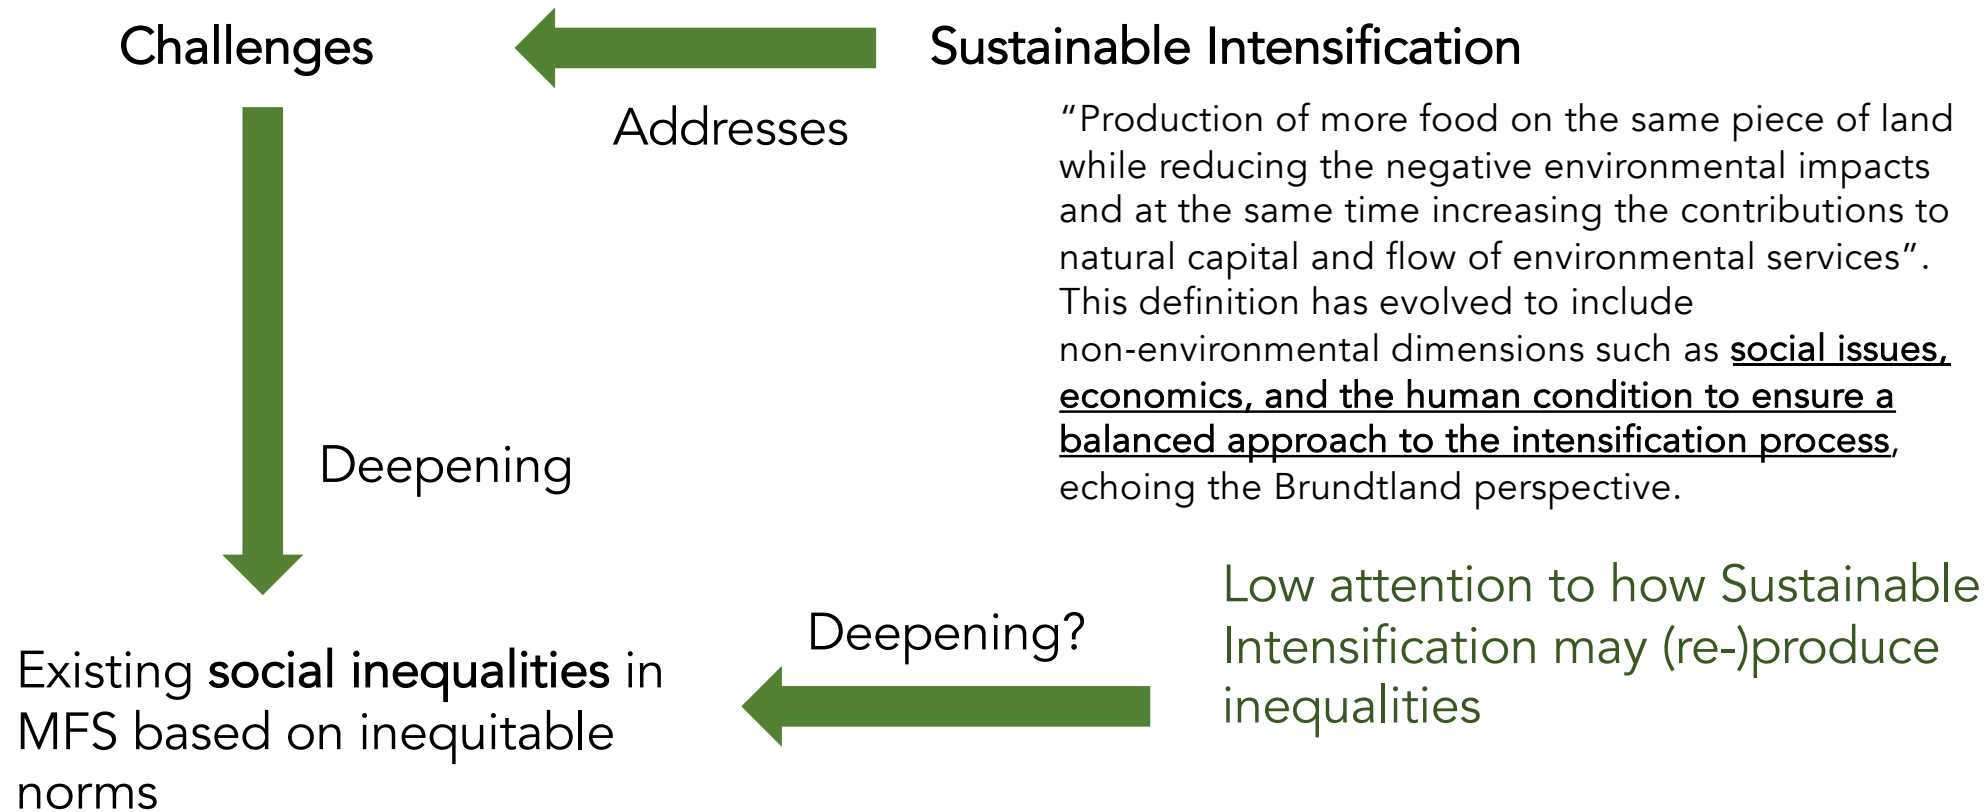 Challenges
Sustainable Intensification
Addresses
“Production of more food on the same piece of land
while reducing the negative environmental impacts
and at the same time increasing the contributions to
natural capital and flow of environmental services”.
This definition has evolved to include
non-environmental dimensions such as social issues,
economics, and the human condition to ensure a
balanced approach to the intensification process,
echoing the Brundtland perspective.
Deepening
Low attention to how Sustainable
Intensification may (re-)produce
inequalities
Deepening?
Existing social inequalities in
MFS based on inequitable
norms